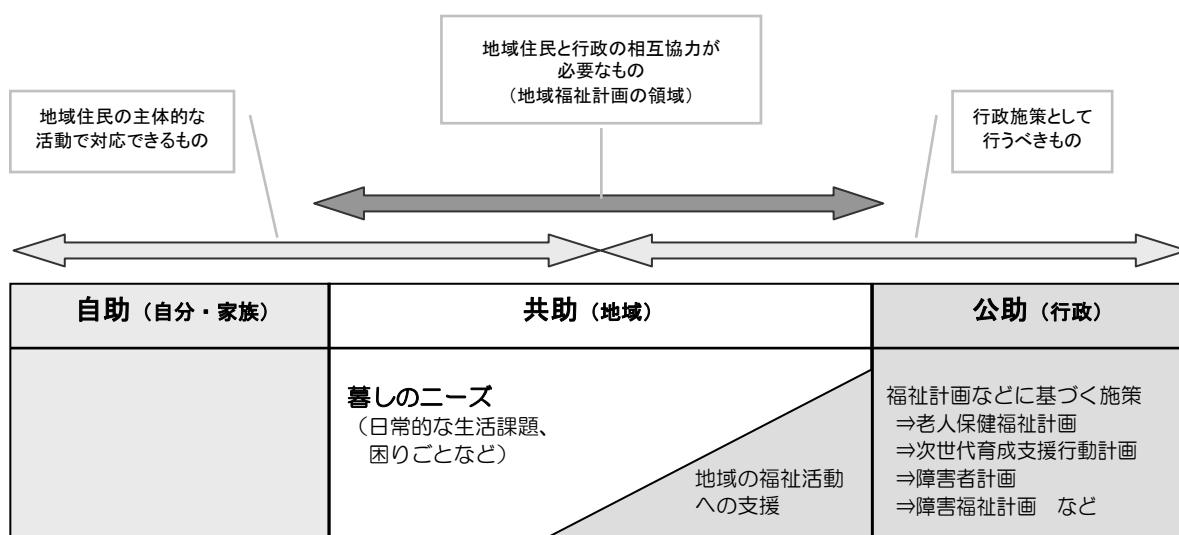 地域住民と行政の相互協力が
必要なもの
（地域福祉計画の領域）
地域住民の主体的な
活動で対応できるもの
行政施策として
行うべきもの
自助（自分・家族）
共助（地域）
公助（行政）
暮しのニーズ
（日常的な生活課題、
困りごとなど）
地域の福祉活動
への支援
福祉計画などに基づく施策
⇒老人保健福祉計画
⇒次世代育成支援行動計画
⇒障害者計画
⇒障害福祉計画　など